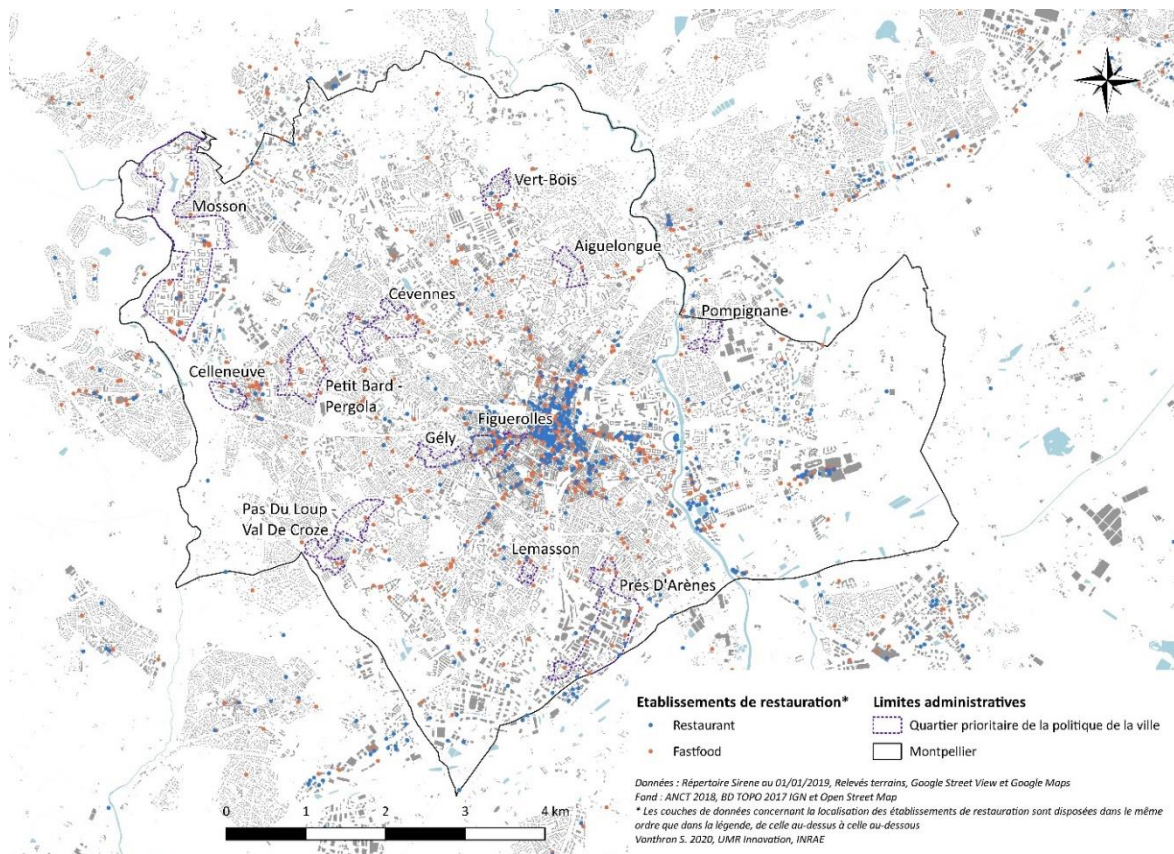 Vert-Bois
Mosson
Aiguelongue
Cévennes
Pompignane
Celleneuve
Petit Bard -
Pergola
Figuerolles
Gély
Pas Du Loup -
Val De Croze
Lemasson
Prés D'Arènes
Etablissements de restauration*
Restaurant
Fastfood
Limites administratives
Quartier prioritaire de la politique de la ville
Montpellier
0 1 2 3 4 km
Données : Répertoire Sirene au 01/01/2019, Relevés terrains, Google Street View et Google Maps
Fond : ANCT 2018, BD TOPO 2017 IGN et Open Street Map
* Les couches de données concernant la localisation des établissements de restauration sont disposées dans le même
ordre que dans la légende, de celle au-dessus à celle au-dessous
Vonthron S. 2020, UMR Innovation, INRAE